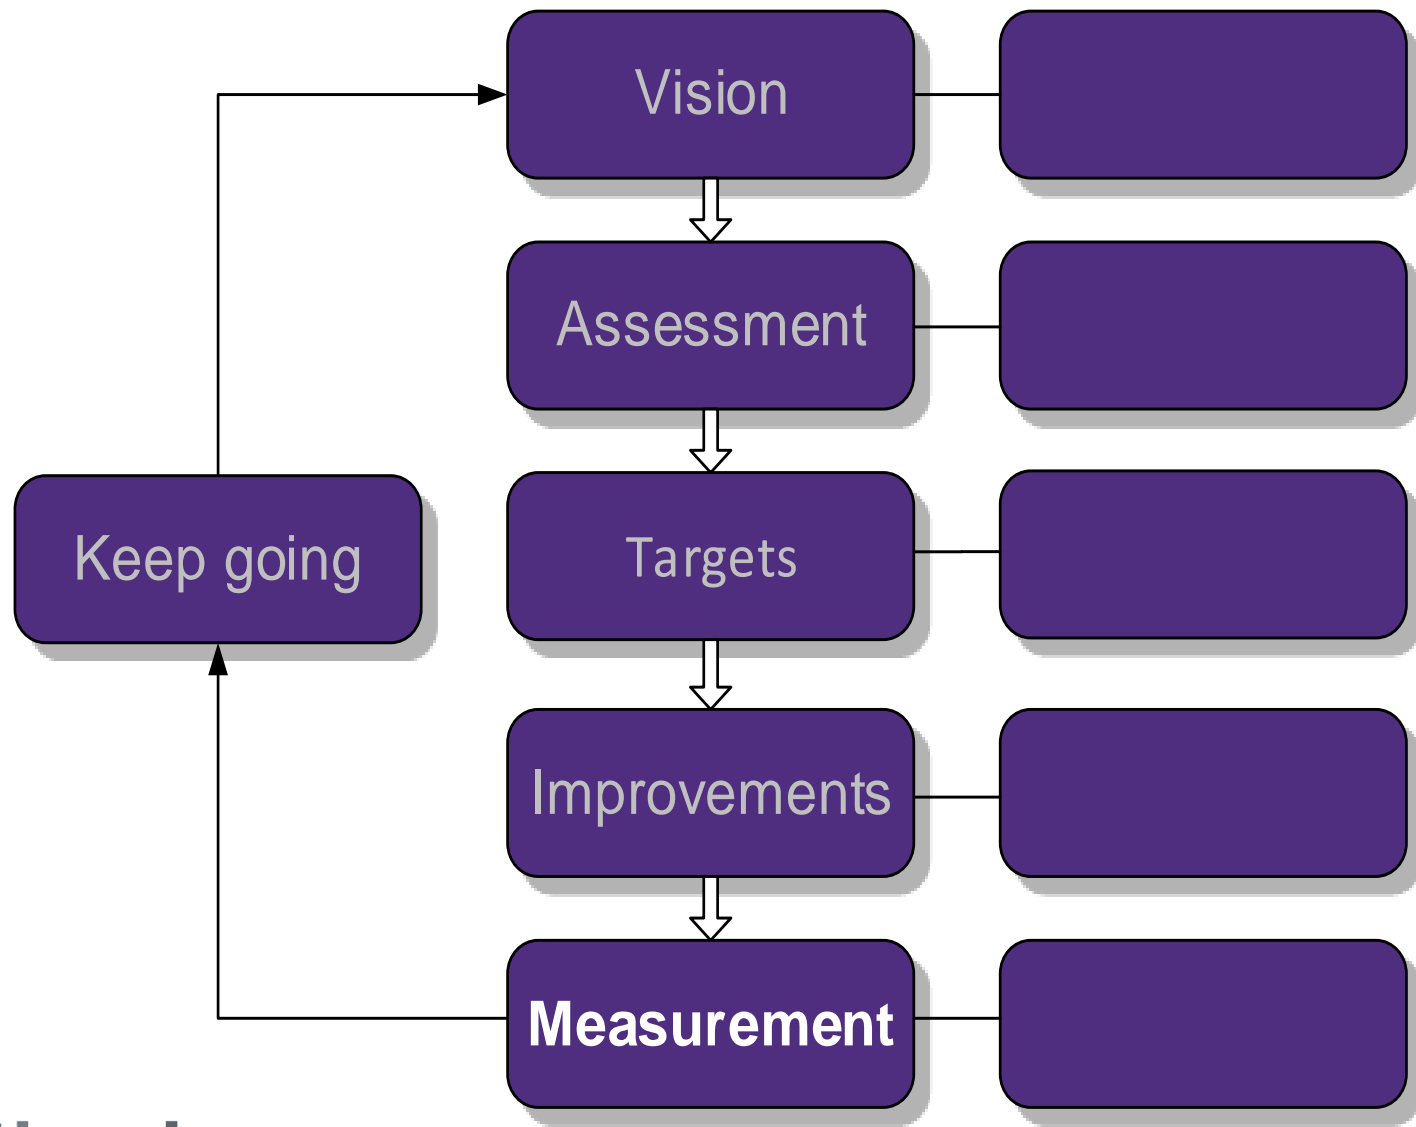 Vision
Assessment
Keep going
Targets
Improvements
Measurement